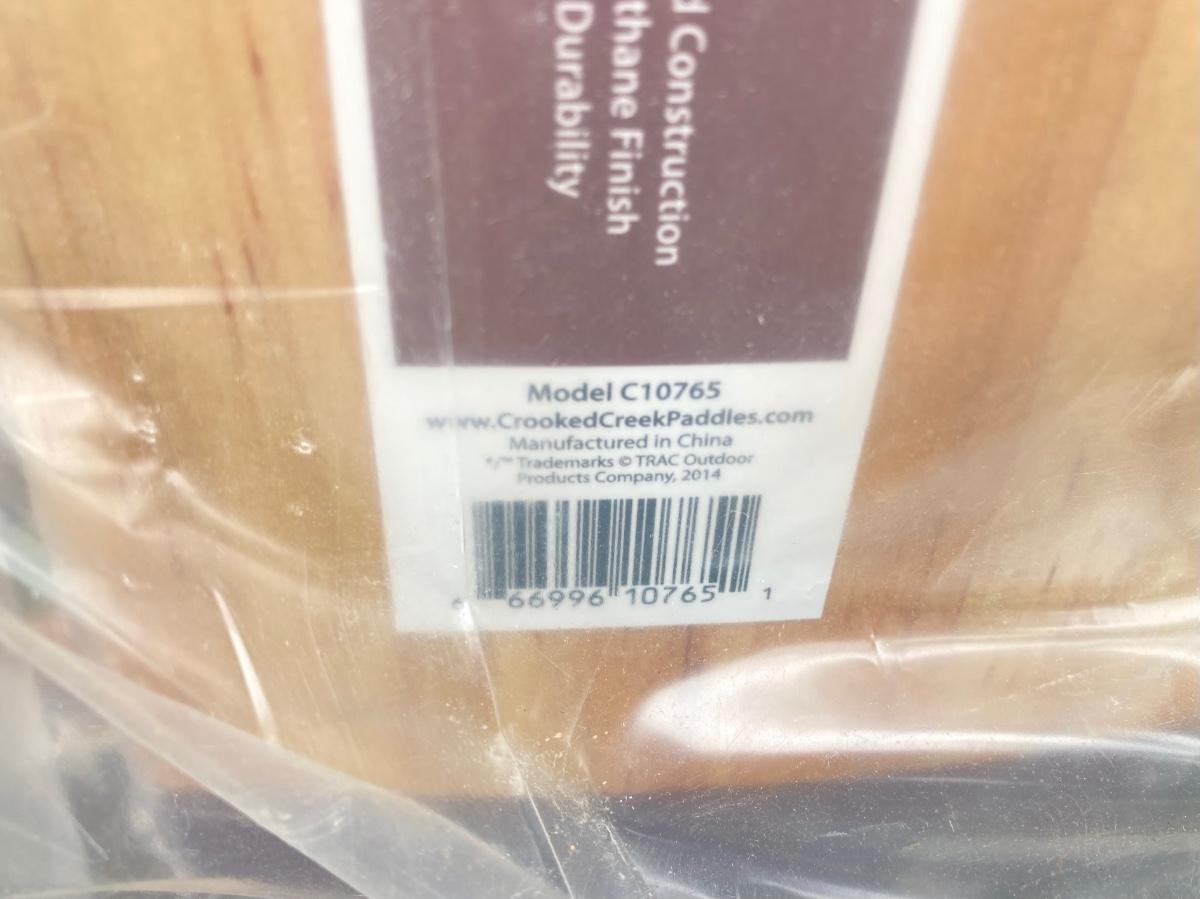 d Construction
thane Finish
Durability
Model C10765
www.CrookedCreekPaddles.com
Manufactured in China
®/™ Trademarks © TRAC Outdoor
Products Company, 2014
6 66996 10765 1